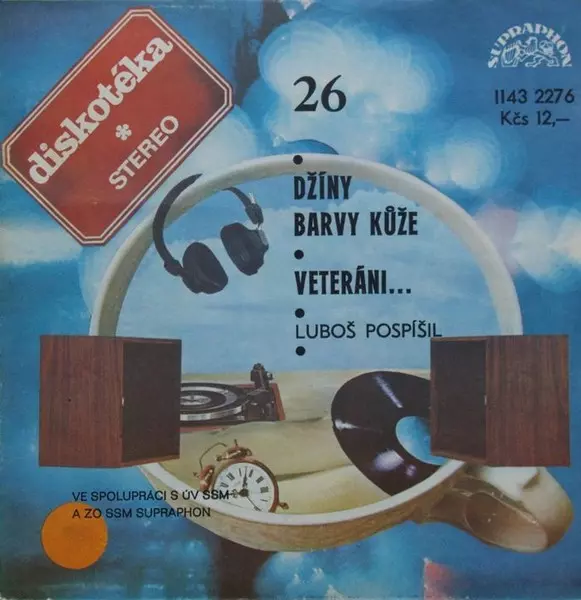 diskotéka
*
STEREO
26
SUPRAPHON
1143 2276
Kčs 12,—
• DŽÍNY
BARVY KŮŽE
•
VETERÁNI...
•
LUBOŠ POSPÍŠIL
•
VE SPOLUPRÁCI S ÚV SSM
A ZO SSM SUPRAPHON